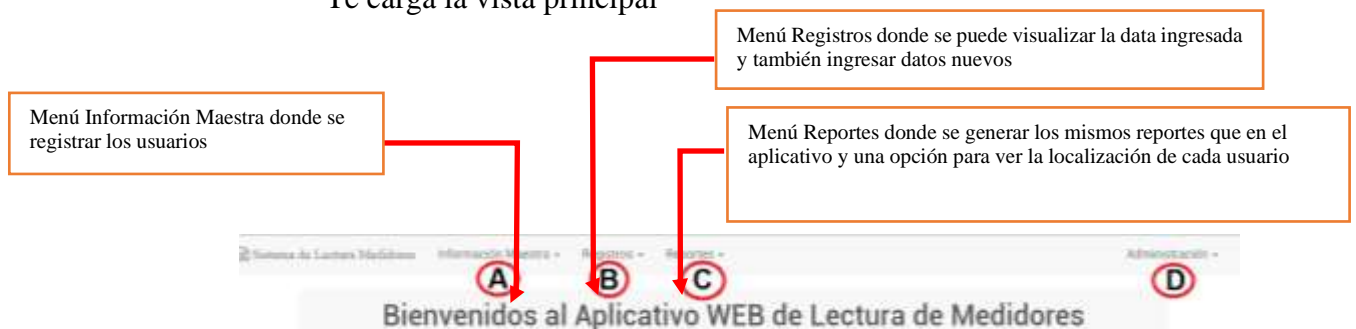 Te carga la vista principal
Menú Registros donde se puede visualizar la data ingresada
y también ingresar datos nuevos
Menú Información Maestra donde se
registrar los usuarios
Menú Reportes donde se generar los mismos reportes que en el
aplicativo y una opción para ver la localización de cada usuario
Sistema de Lectura Medidores Información Maestra Registros Reportes Administración
A B C D
Bienvenidos al Aplicativo WEB de Lectura de Medidores